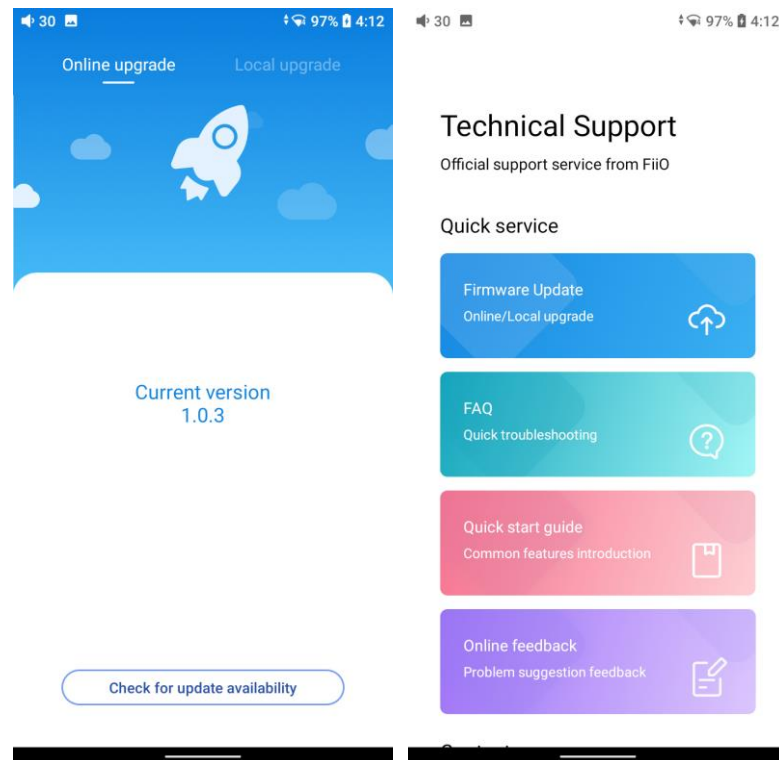 30 97% 4:12
Online upgrade Local upgrade
Current version
1.0.3
Check for update availability
30 97% 4:12
Technical Support
Official support service from FiiO
Quick service
Firmware Update
Online/Local upgrade
FAQ
Quick troubleshooting
?
Quick start guide
Common features introduction
Online feedback
Problem suggestion feedback